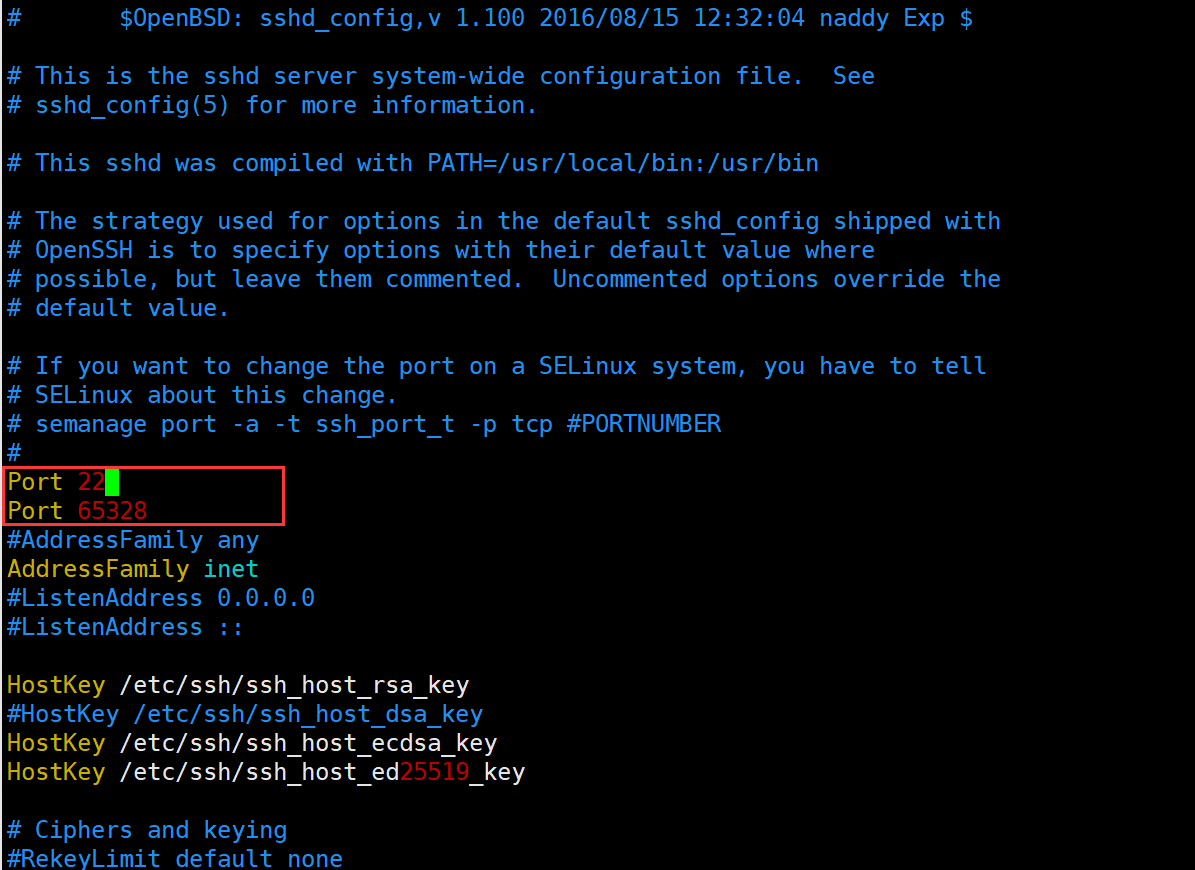 #       $OpenBSD: sshd_config,v 1.100 2016/08/15 12:32:04 naddy Exp $
# This is the sshd server system-wide configuration file.  See
# sshd_config(5) for more information.
# This sshd was compiled with PATH=/usr/local/bin:/usr/bin
# The strategy used for options in the default sshd_config shipped with
# OpenSSH is to specify options with their default value where
# possible, but leave them commented.  Uncommented options override the
# default value.
# If you want to change the port on a SELinux system, you have to tell
# SELinux about this change.
# semanage port -a -t ssh_port_t -p tcp #PORTNUMBER
#
Port 22
Port 65328
#AddressFamily any
AddressFamily inet
#ListenAddress 0.0.0.0
#ListenAddress ::
HostKey /etc/ssh/ssh_host_rsa_key
#HostKey /etc/ssh/ssh_host_dsa_key
HostKey /etc/ssh/ssh_host_ecdsa_key
HostKey /etc/ssh/ssh_host_ed25519_key
# Ciphers and keying
#RekeyLimit default none